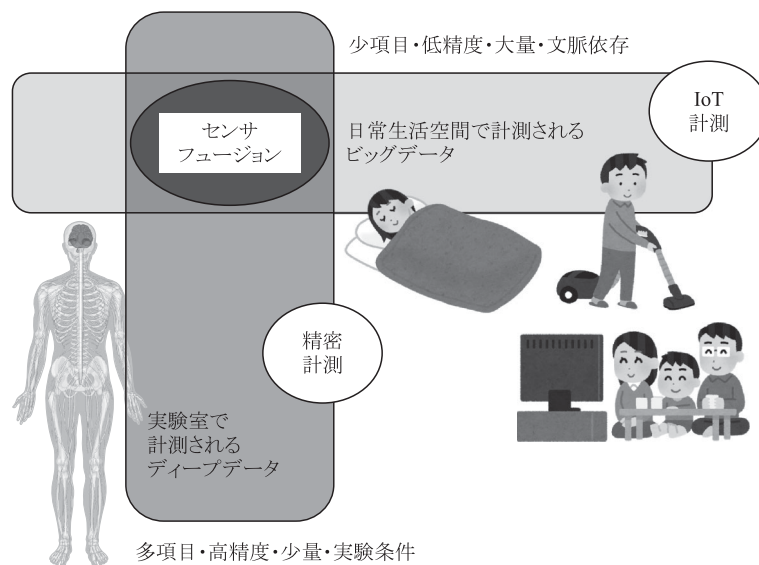 少項目・低精度・大量・文脈依存
IoT
計測
センサ
フュージョン
日常生活空間で計測される
ビッグデータ
精密
計測
実験室で
計測される
ディープデータ
多項目・高精度・少量・実験条件